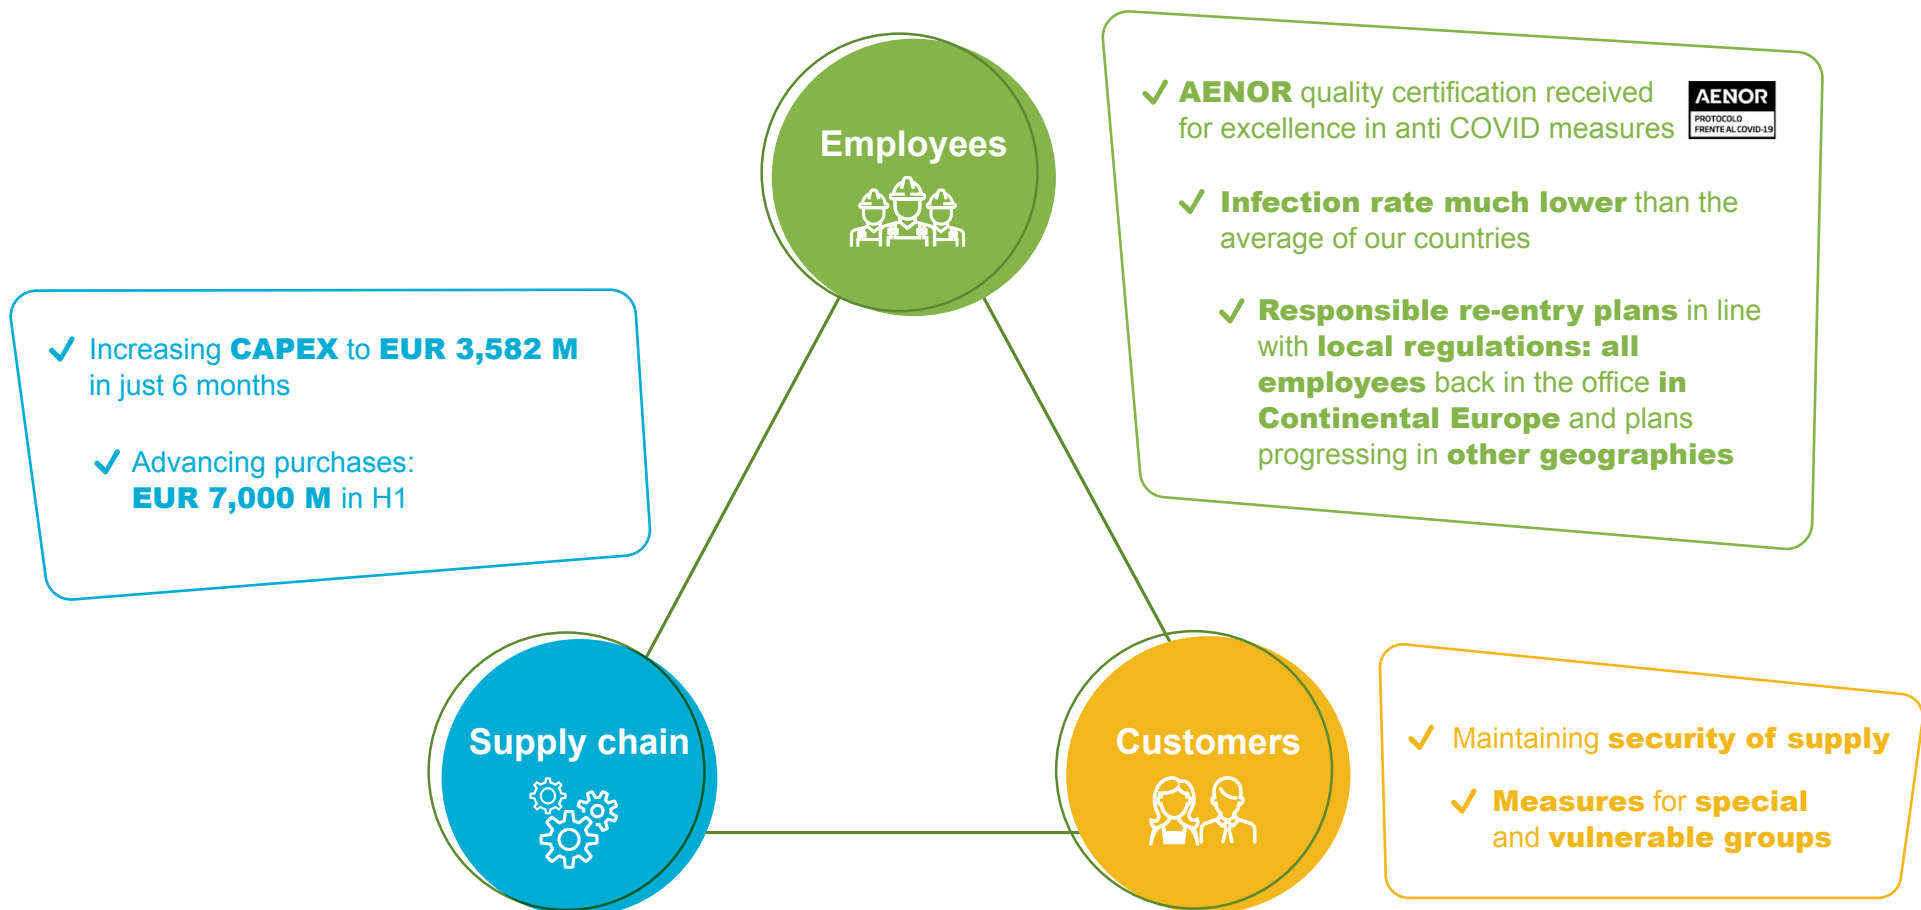 Employees
✓ AENOR quality certification received
for excellence in anti COVID measures
AENOR
PROTOCOLO
FRENTE AL COVID-19
✓ Infection rate much lower than the
average of our countries
✓ Responsible re-entry plans in line
with local regulations: all
employees back in the office in
Continental Europe and plans
progressing in other geographies
✓ Increasing CAPEX to EUR 3,582 M
in just 6 months
✓ Advancing purchases:
EUR 7,000 M in H1
Supply chain
Customers
✓ Maintaining security of supply
✓ Measures for special
and vulnerable groups